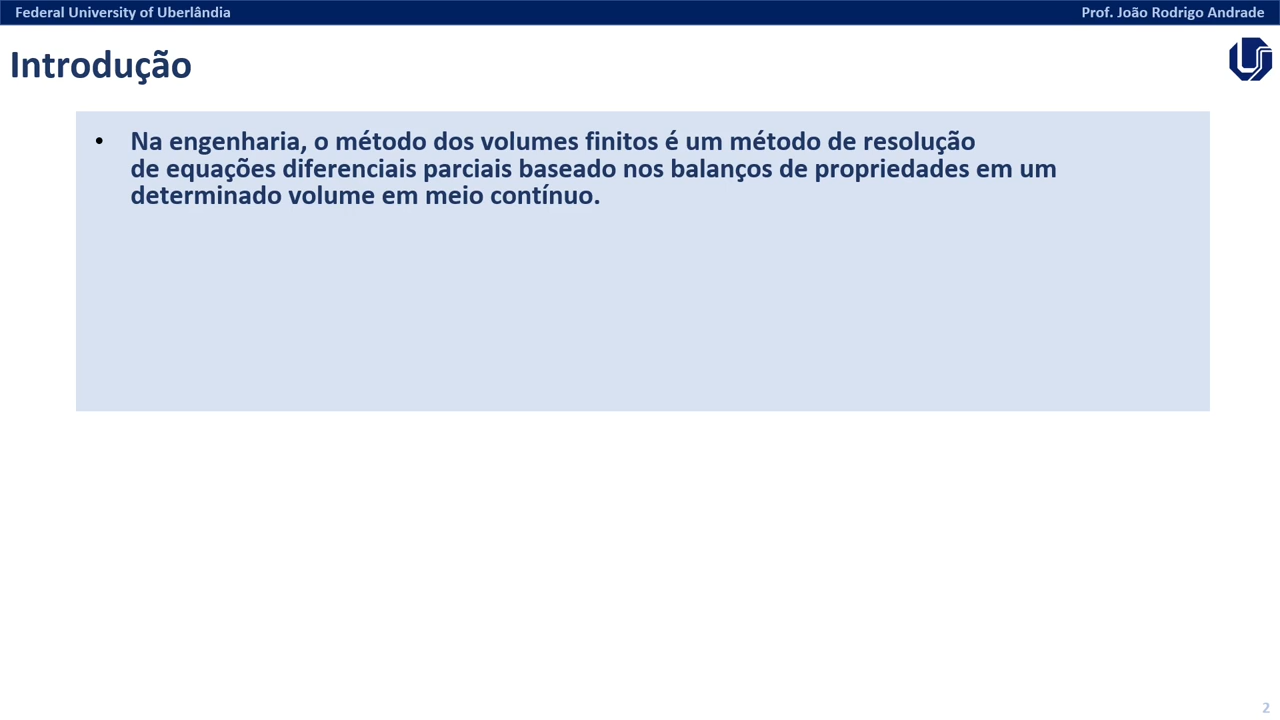 Federal University of Uberlândia
Prof. João Rodrigo Andrade
Introdução
• Na engenharia, o método dos volumes finitos é um método de resolução
de equações diferenciais parciais baseado nos balanços de propriedades em um
determinado volume em meio contínuo.
2